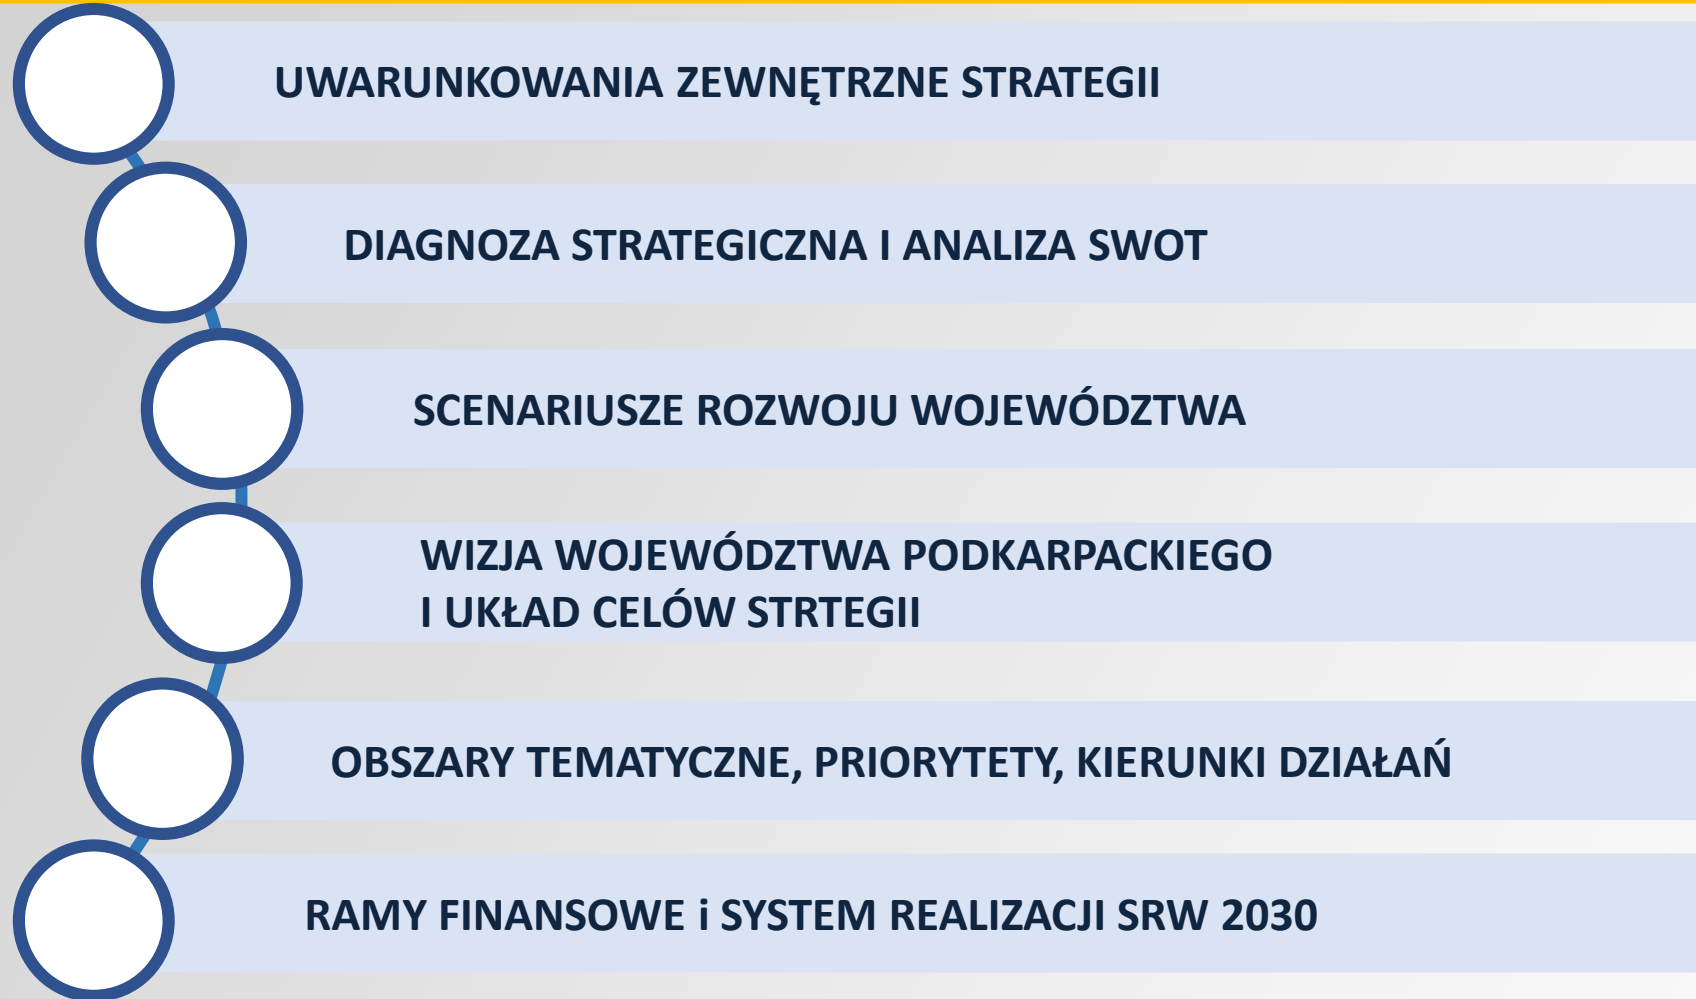 UWARUNKOWANIA ZEWNĘTRZNE STRATEGII
DIAGNOZA STRATEGICZNA I ANALIZA SWOT
SCENARIUSZE ROZWOJU WOJEWÓDZTWA
WIZJA WOJEWÓDZTWA PODKARPACKIEGO
I UKŁAD CELÓW STRTEGII
OBSZARY TEMATYCZNE, PRIORYTETY, KIERUNKI DZIAŁAŃ
RAMY FINANSOWE i SYSTEM REALIZACJI SRW 2030